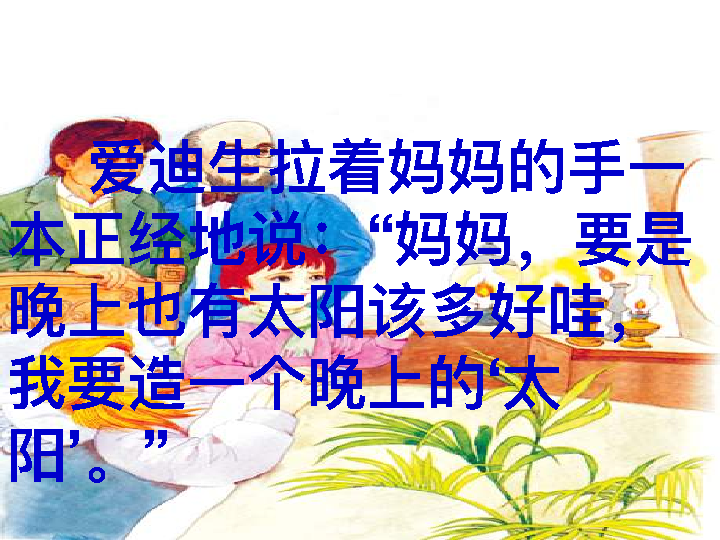 爱迪生拉着妈妈的手一
本正经地说：“妈妈，要是
晚上也有太阳该多好哇，
我要造一个晚上的‘太
阳’。”